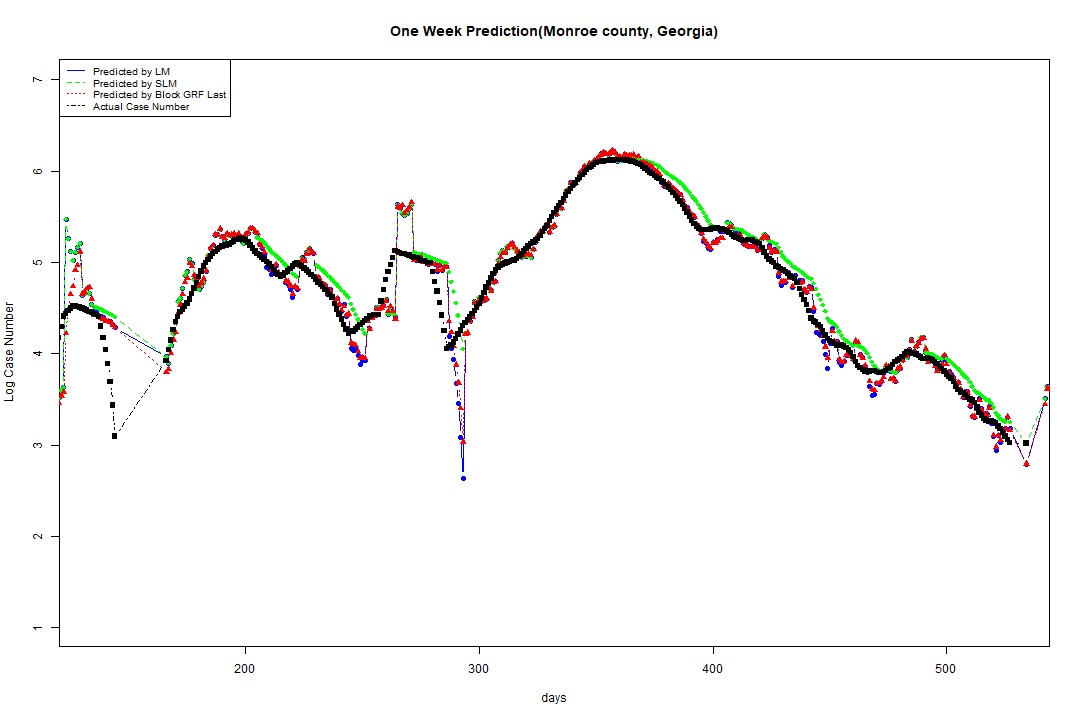 One Week Prediction(Monroe county, Georgia)
Predicted by LM
Predicted by SLM
Predicted by Block GRF Last
Actual Case Number
7
6
5
4
3
2
1
Log Case Number
200
300
400
500
days